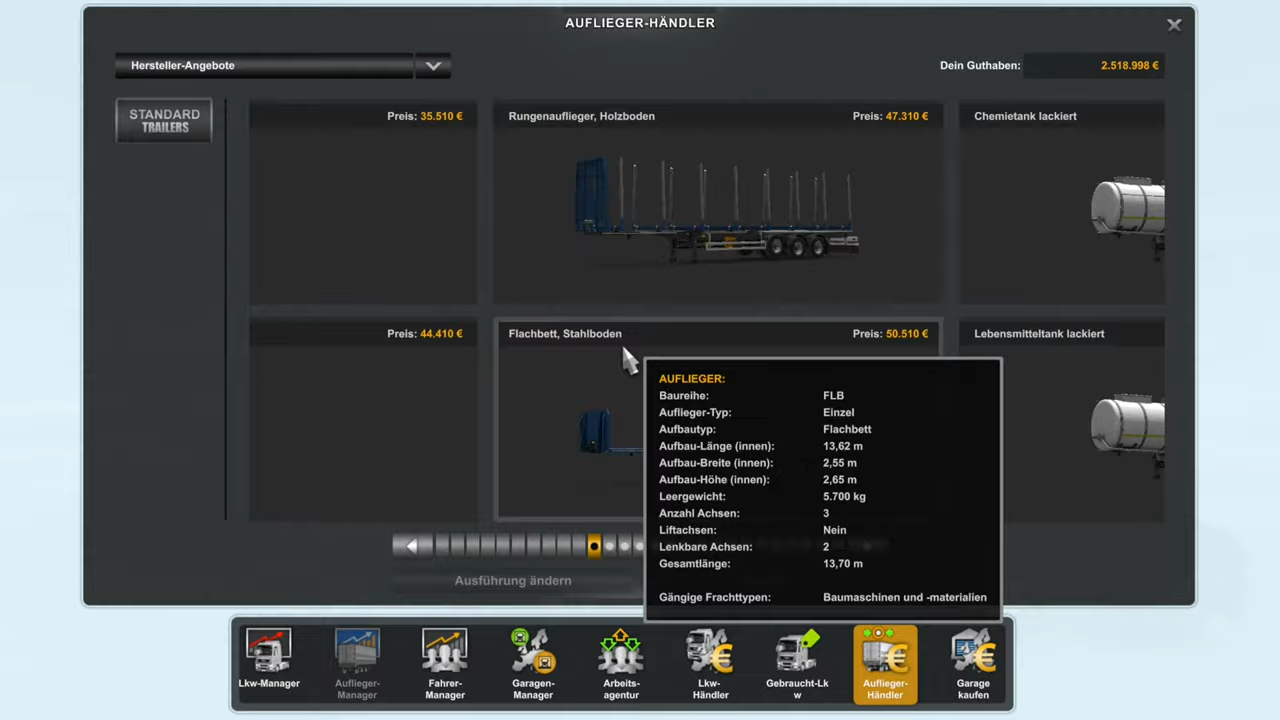 AUFLIEGER-HÄNDLER
Hersteller-Angebote
Dein Guthaben:
2.518.998 €
STANDARD
TRAILERS
Preis: 35.510 €
Rungenauflieger, Holzboden
Preis: 47.310 €
Chemietank lackiert
Preis: 44.410 €
Flachbett, Stahlboden
Preis: 50.510 €
Lebensmitteltank lackiert
AUFLIEGER:
Baureihe: FLB
Auflieger-Typ: Einzel
Aufbautyp: Flachbett
Aufbau-Länge (innen): 13,62 m
Aufbau-Breite (innen): 2,55 m
Aufbau-Höhe (innen): 2,65 m
Leergewicht: 5.700 kg
Anzahl Achsen: 3
Liftachsen: Nein
Lenkbare Achsen: 2
Gesamtlänge: 13,70 m
Gängige Frachttypen: Baumaschinen und -materialien
Ausführung ändern
Lkw-Manager
Auflieger-
Manager
Fahrer-
Manager
Garagen-
Manager
Arbeits-
agentur
Lkw-
Händler
Gebraucht-Lk
w
Auflieger-
Händler
Garage
kaufen